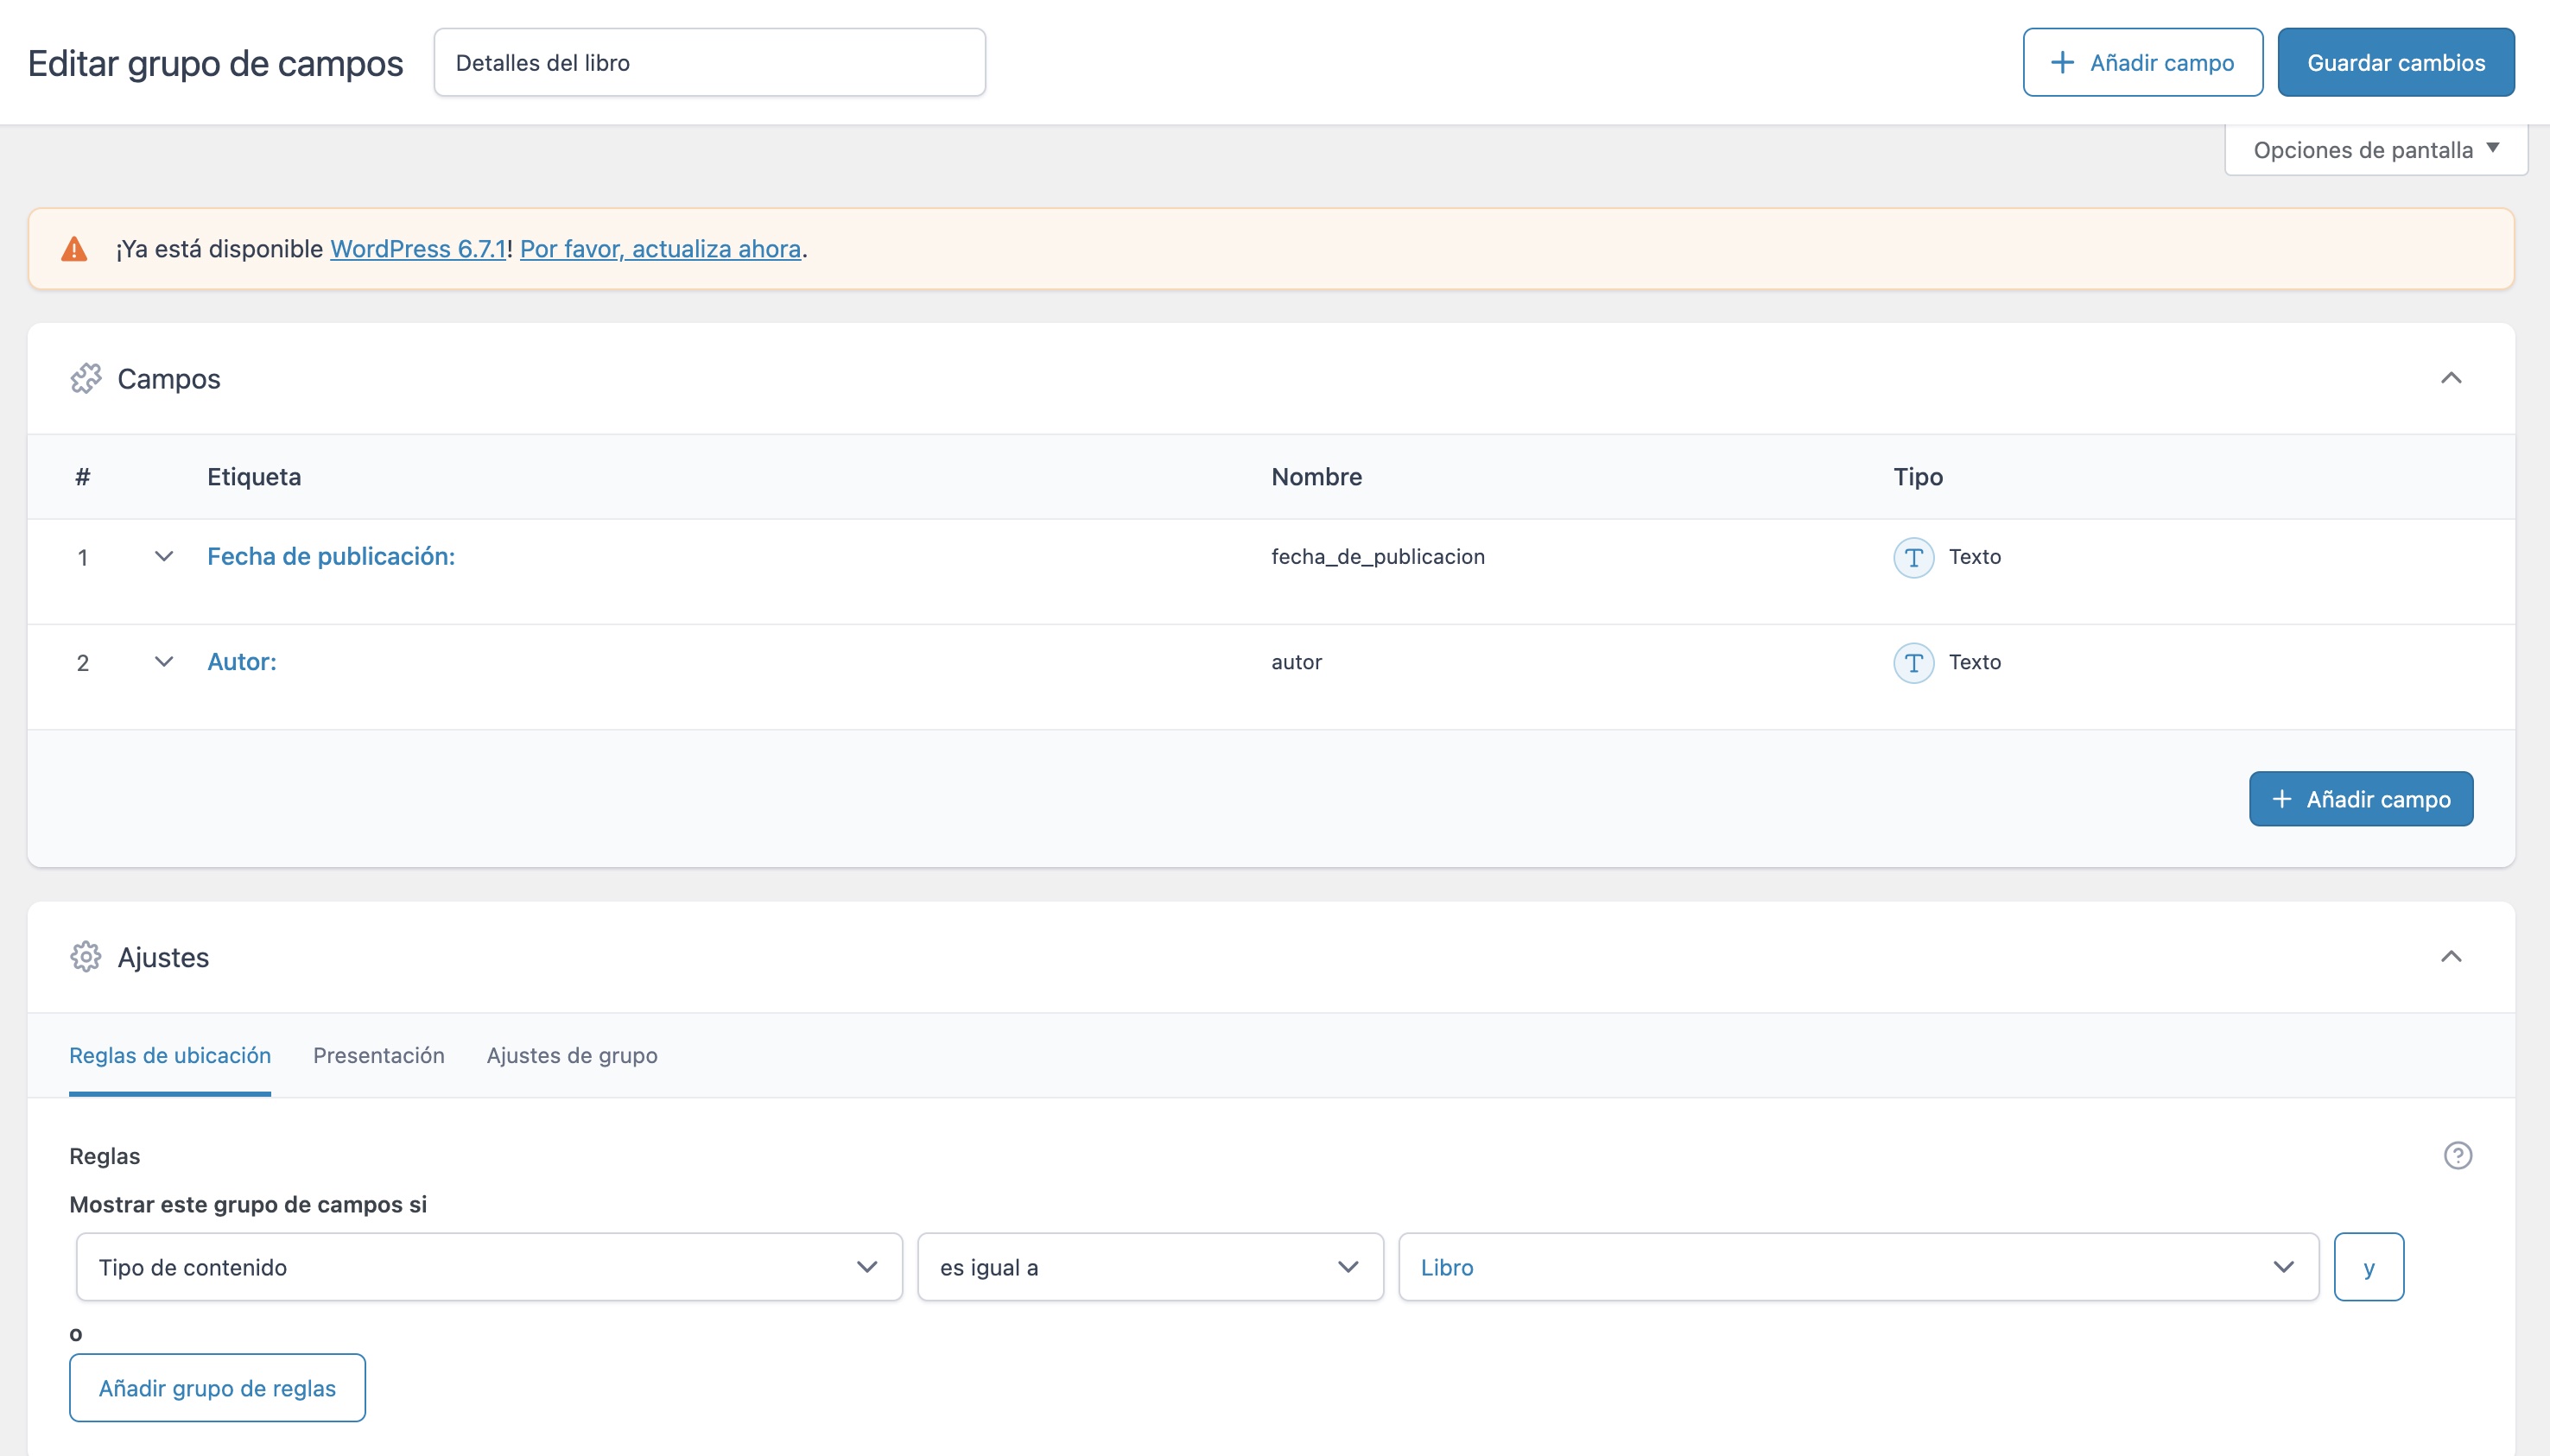 Editar grupo de campos
Detalles del libro
Añadir campo
Guardar cambios
Opciones de pantalla
¡Ya está disponible WordPress 6.7.1! Por favor, actualiza ahora.
Campos
# Etiqueta Nombre Tipo
1 Fecha de publicación: fecha_de_publicacion T Texto
2 Autor: autor T Texto
Añadir campo
Ajustes
Reglas de ubicación Presentación Ajustes de grupo
Reglas
Mostrar este grupo de campos si
Tipo de contenido es igual a Libro y
o
Añadir grupo de reglas